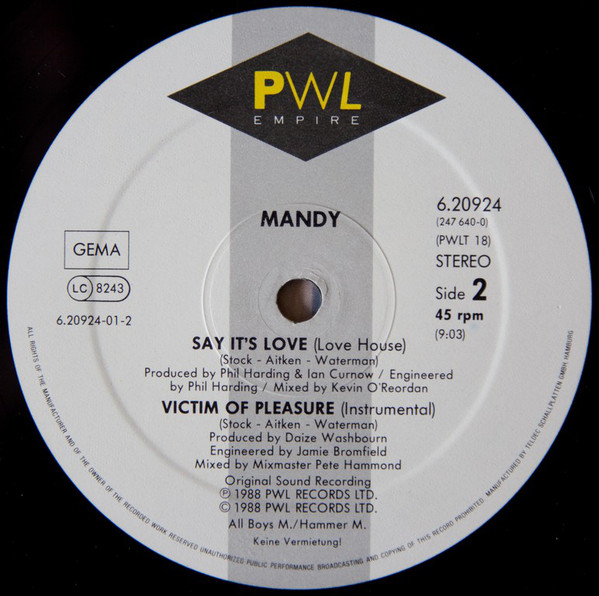 PWL
EMPIRE
MANDY
6.20924
(247 640-0)
(PWLT 18)
STEREO
Side 2
45 rpm
(9:03)
GEMA
LC 8243
6.20924-01-2
SAY IT'S LOVE (Love House)
(Stock - Aitken - Waterman)
Produced by Phil Harding & Ian Curnow / Engineered
by Phil Harding / Mixed by Kevin O'Reordan
VICTIM OF PLEASURE (Instrumental)
(Stock - Aitken - Waterman)
Produced by Daize Washbourn
Engineered by Jamie Bromfield
Mixed by Mixmaster Pete Hammond
Original Sound Recording
℗ 1988 PWL RECORDS LTD.
© 1988 PWL RECORDS LTD.
All Boys M./Hammer M.
Keine Vermietung!
ALL RIGHTS OF THE MANUFACTURER AND OF THE OWNER OF THE RECORDED WORK RESERVED UNAUTHORIZED PUBLIC PERFORMANCE BROADCASTING AND COPYING OF THIS RECORD PROHIBITED. MANUFACTURED BY TELDEC SCHALLPLATTEN GMBH, HAMBURG